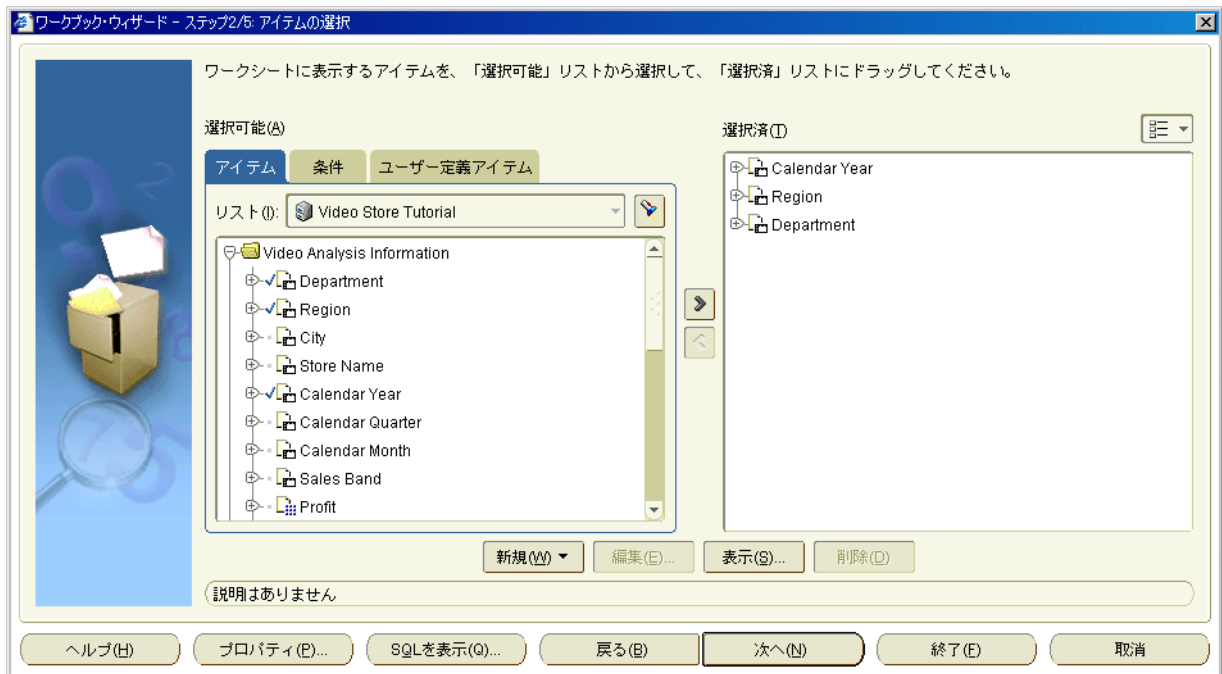 ワークブック・ウィザード - ステップ2/5: アイテムの選択
ワークシートに表示するアイテムを、「選択可能」リストから選択して、「選択済」リストにドラッグしてください。
選択可能(A)
選択済(T)
アイテム 条件 ユーザー定義アイテム
リスト(I): Video Store Tutorial
Video Analysis Information
Department
Region
City
Store Name
Calendar Year
Calendar Quarter
Calendar Month
Sales Band
Profit
Calendar Year
Region
Department
新規(W) 編集(E)... 表示(S)... 削除(D)
説明はありません
ヘルプ(H) プロパティ(P)... SQLを表示(Q)... 戻る(B) 次へ(N) 終了(F) 取消